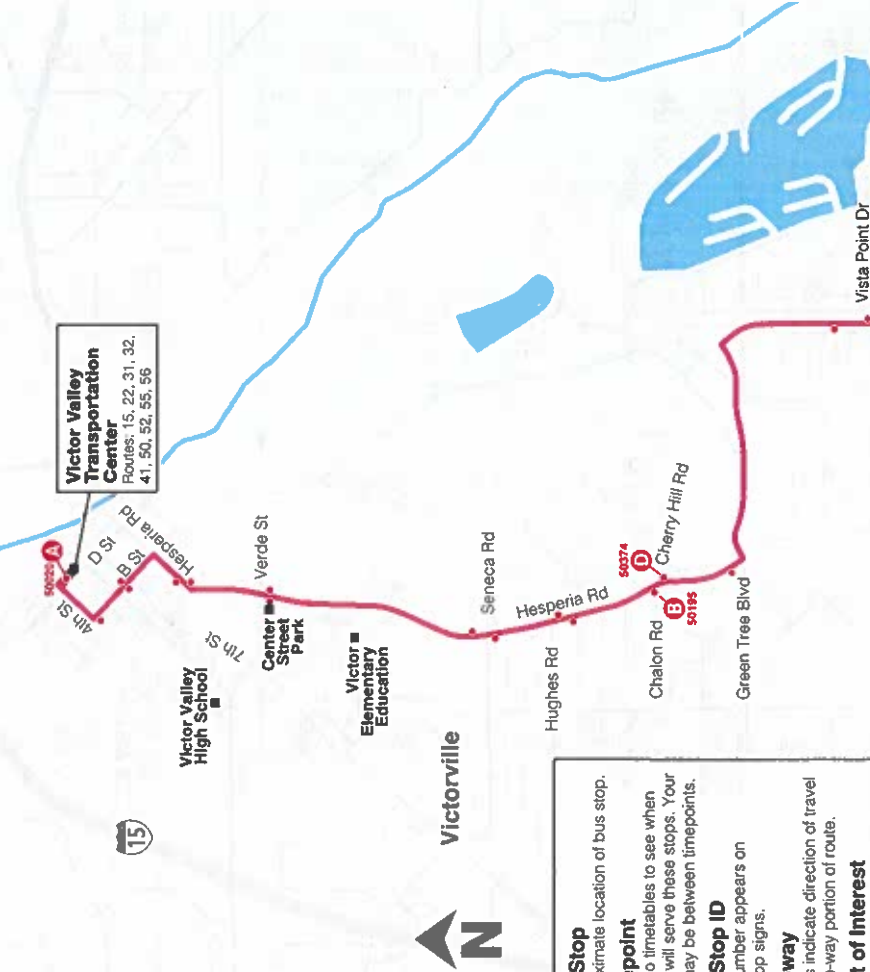 Victor Valley
Transportation
Center
Routes: 15, 22, 31, 32,
41, 50, 52, 55, 56
50020
A
4th St
D St
B St
Hesperia Rd
7th St
Verde St
Center
Street
Park
Victor Valley
High School
Victor
Elementary
Education
15
Victorville
N
Seneca Rd
Hesperia Rd
Hughes Rd
50374
D
Cherry Hill Rd
Chalon Rd
B
50195
Green Tree Blvd
Vista Point Dr
Stop
ximate location of bus stop.
point
o timetables to see when
will serve these stops. Your
may be between timepoints.
Stop ID
umber appears on
op signs.
way
s indicate direction of travel
-way portion of route.
t of Interest